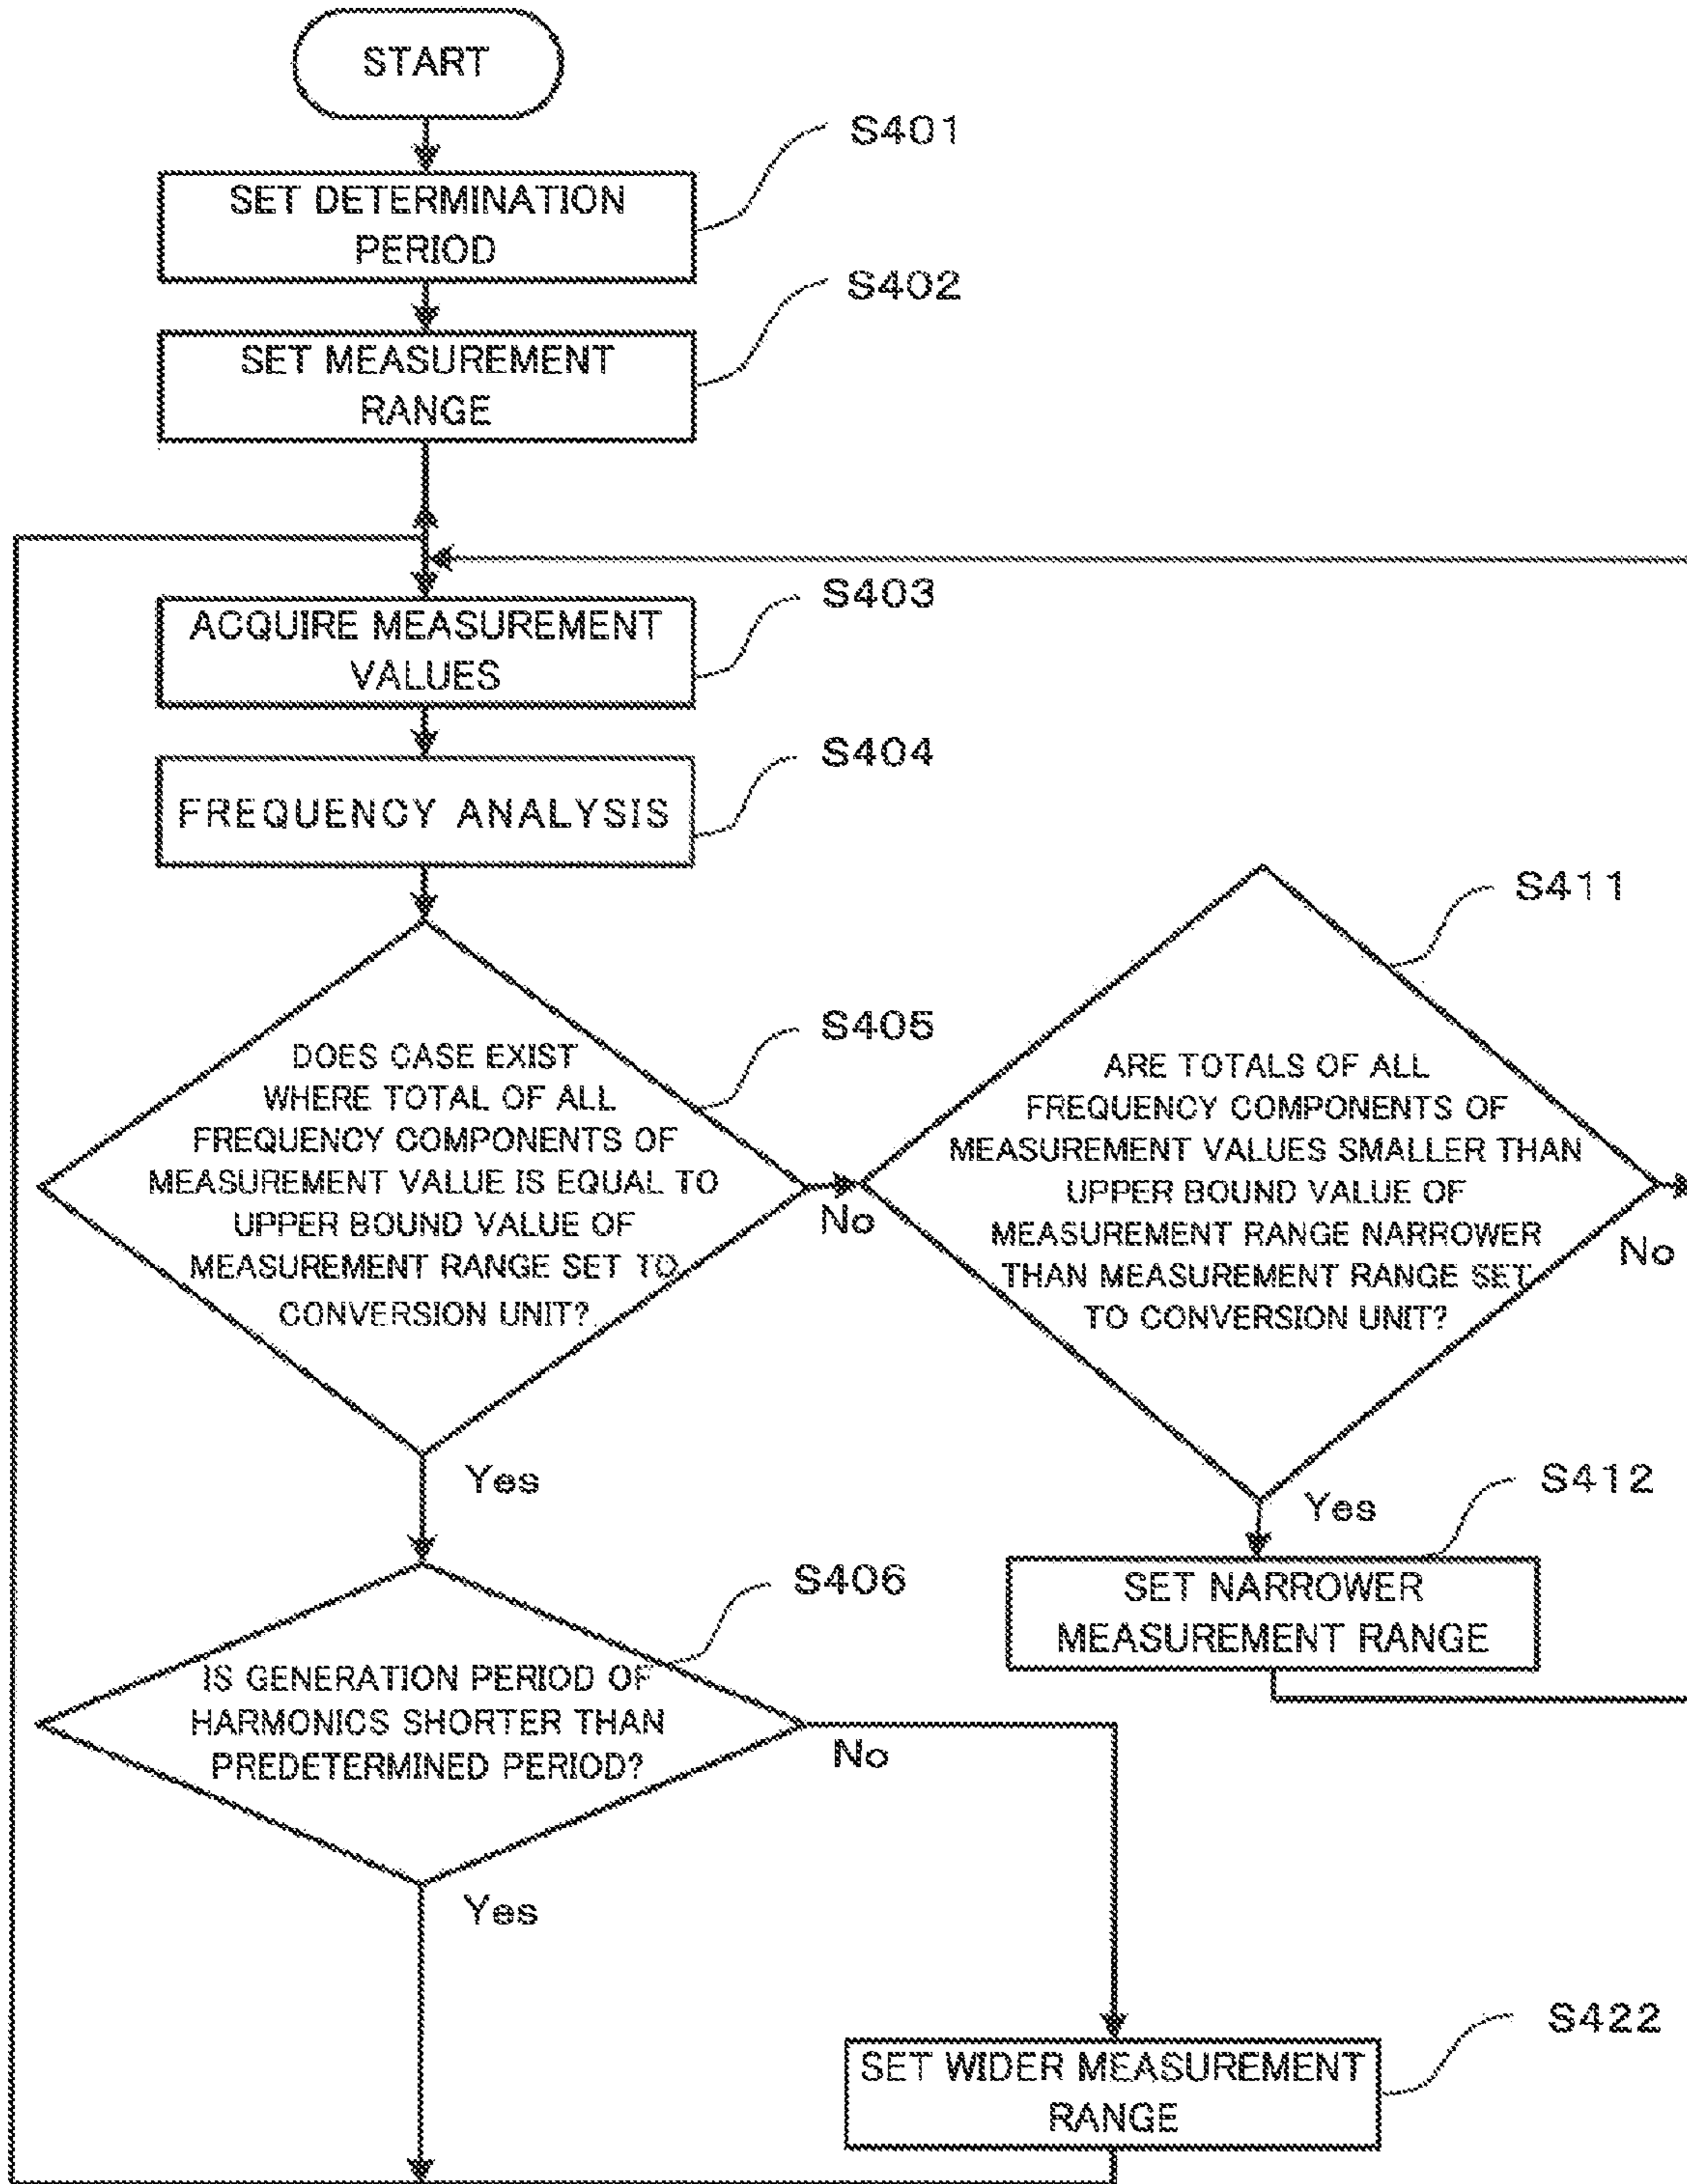 START
S401
SET DETERMINATION
PERIOD
S402
SET MEASUREMENT
RANGE
S403
ACQUIRE MEASUREMENT
VALUES
S404
FREQUENCY ANALYSIS
S405
DOES CASE EXIST
WHERE TOTAL OF ALL
FREQUENCY COMPONENTS OF
MEASUREMENT VALUE IS EQUAL TO
UPPER BOUND VALUE OF
MEASUREMENT RANGE SET TO
CONVERSION UNIT?
No
Yes
S411
ARE TOTALS OF ALL
FREQUENCY COMPONENTS OF
MEASUREMENT VALUES SMALLER THAN
UPPER BOUND VALUE OF
MEASUREMENT RANGE NARROWER
THAN MEASUREMENT RANGE SET
TO CONVERSION UNIT?
No
Yes
S412
SET NARROWER
MEASUREMENT RANGE
S406
IS GENERATION PERIOD OF
HARMONICS SHORTER THAN
PREDETERMINED PERIOD?
No
Yes
S422
SET WIDER MEASUREMENT
RANGE